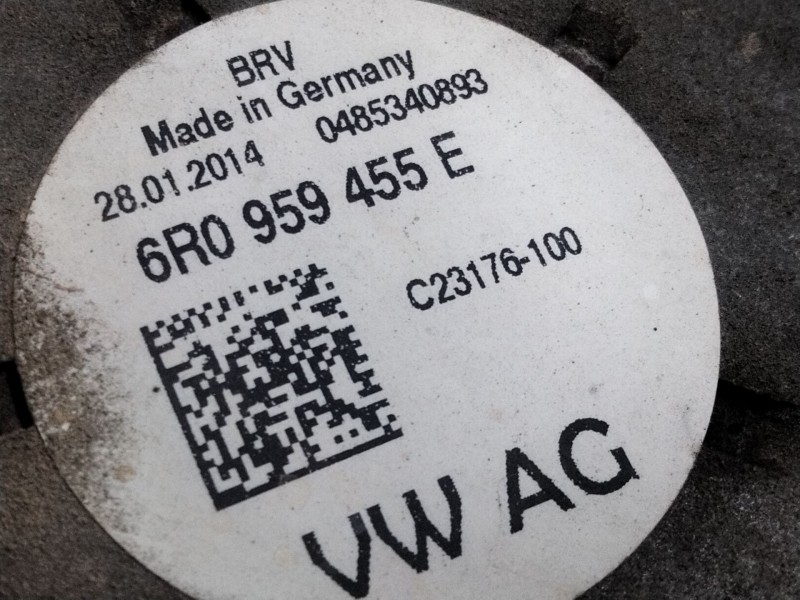 BRV
Made in Germany
28.01.2014 0485340893
6R0 959 455 E
C23176-100
VW AG